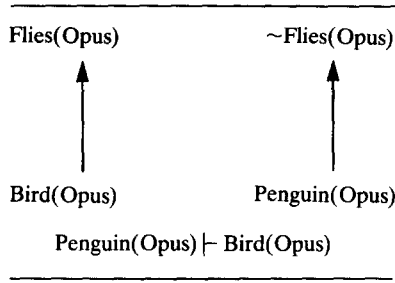 Flies(Opus) ~Flies(Opus)
Bird(Opus) Penguin(Opus)
Penguin(Opus) ⊢ Bird(Opus)